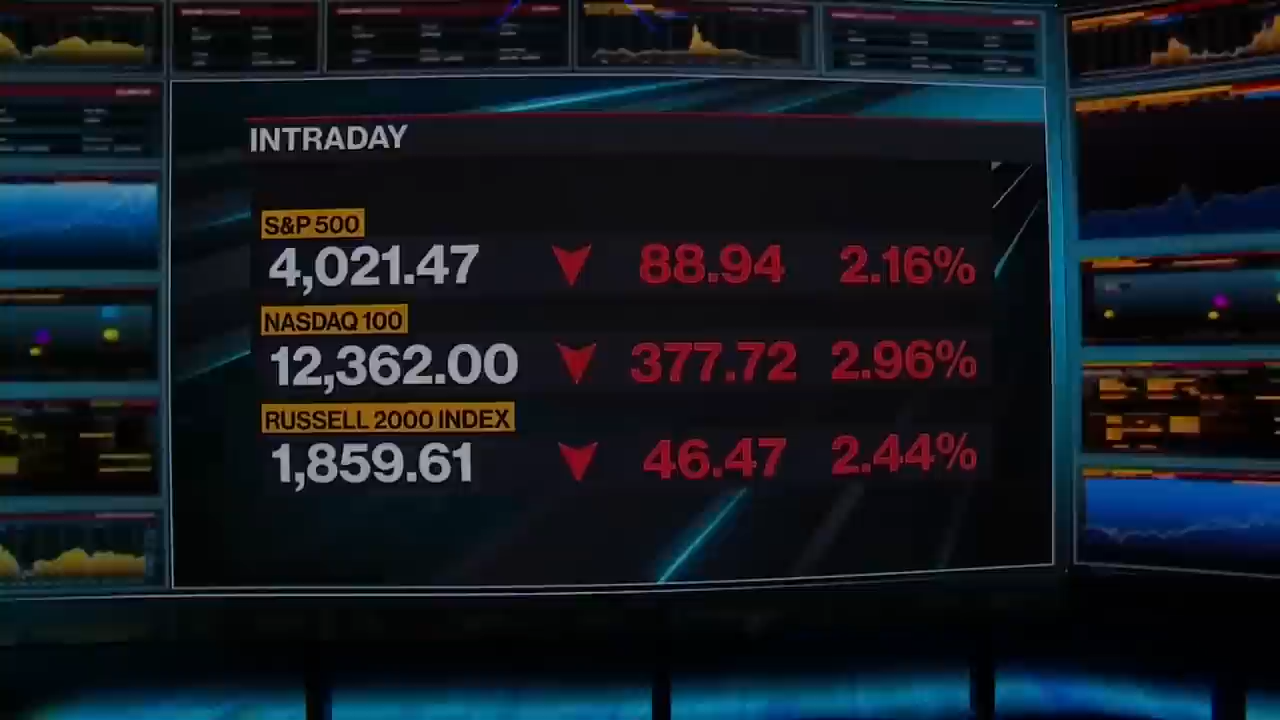 INTRADAY
S&P 500
4,021.47 88.94 2.16%
NASDAQ 100
12,362.00 377.72 2.96%
RUSSELL 2000 INDEX
1,859.61 46.47 2.44%